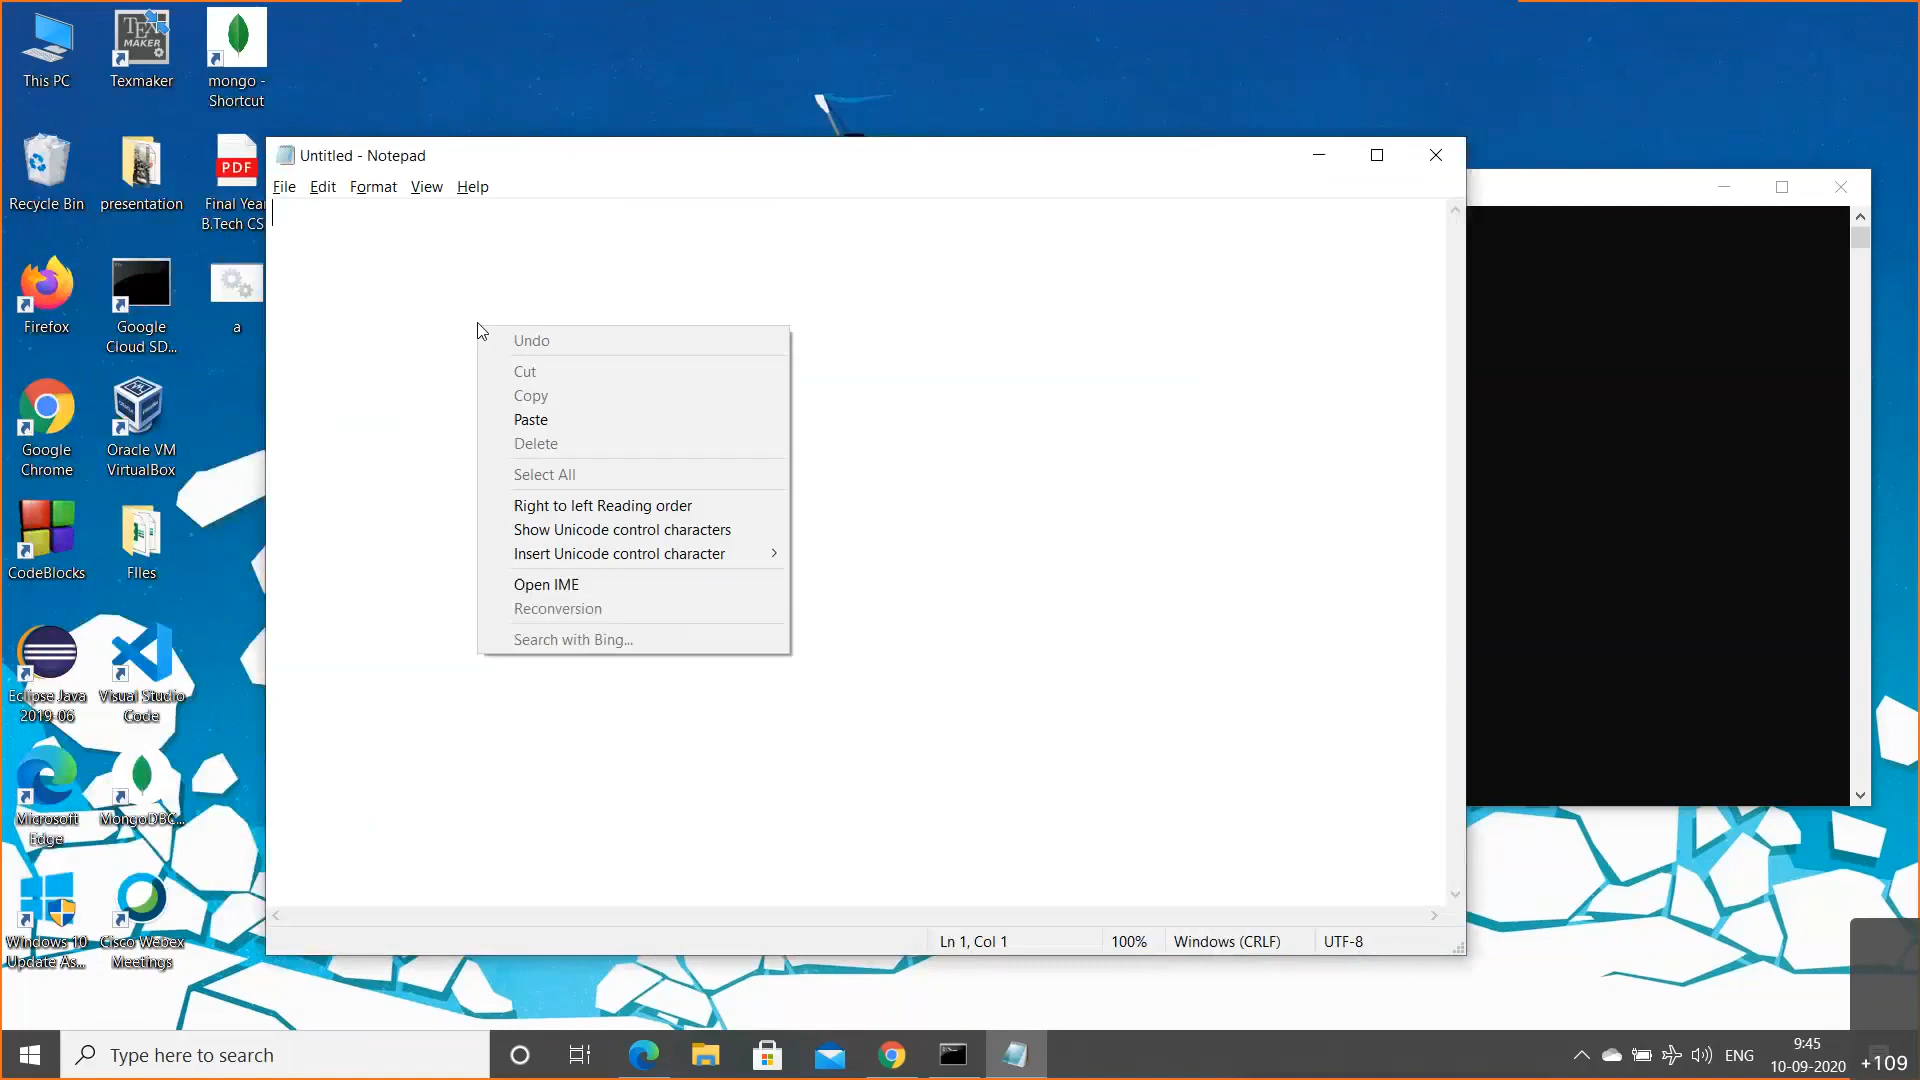 This PC
Texmaker
mongo -
Shortcut
TEX
MAKER
PDF
Recycle Bin
presentation
Final Year
B.Tech CS
Firefox
Google
Cloud SD...
a
Google
Chrome
Oracle VM
VirtualBox
CodeBlocks
FIles
Eclipse Java
2019-06
Visual Studio
Code
Microsoft
Edge
MongoDBC...
Windows 10
Update As...
Cisco Webex
Meetings
Untitled - Notepad
File Edit Format View Help
Undo
Cut
Copy
Paste
Delete
Select All
Right to left Reading order
Show Unicode control characters
Insert Unicode control character
Open IME
Reconversion
Search with Bing...
Ln 1, Col 1
100%
Windows (CRLF)
UTF-8
Type here to search
ENG
9:45
10-09-2020
+109